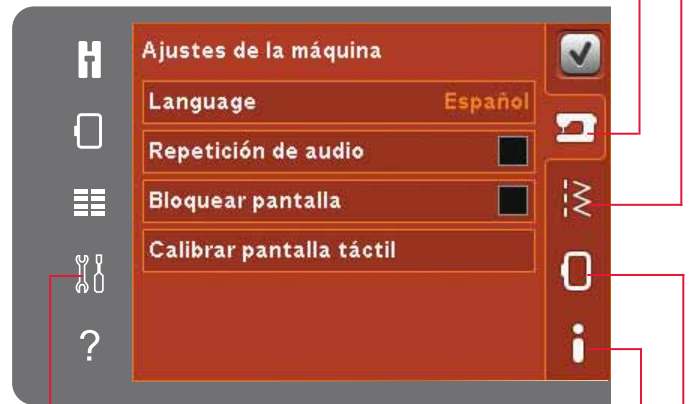 Ajustes de la máquina
Language Español
Repetición de audio
Bloquear pantalla
Calibrar pantalla táctil
?